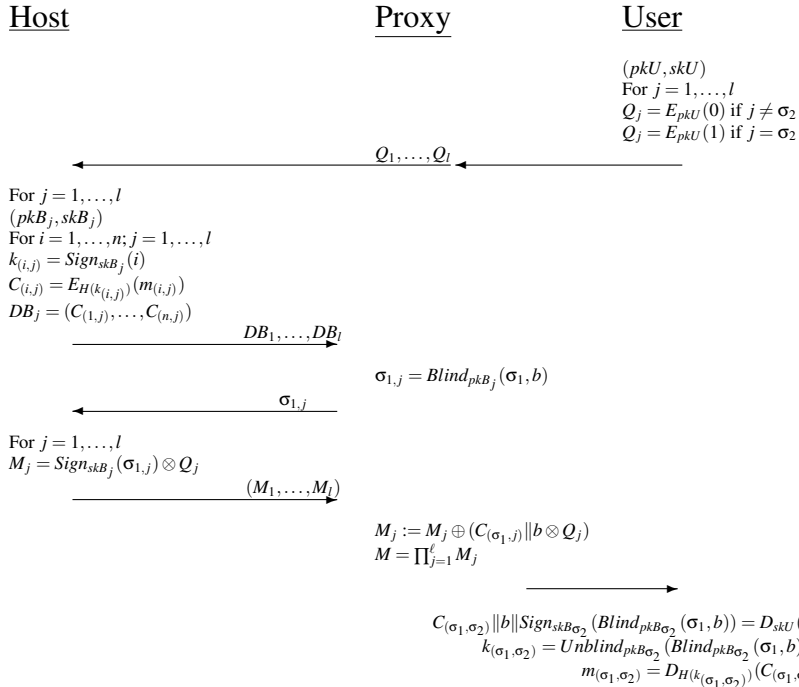 Host Proxy User
(pkU, skU)
For j = 1,...,l
Q_j = E_{pkU}(0) if j ≠ σ_2
Q_j = E_{pkU}(1) if j = σ_2
Q_1,...,Q_l
For j = 1,...,l
(pkB_j, skB_j)
For i = 1,...,n; j = 1,...,l
k_{(i,j)} = Sign_{skB_j}(i)
C_{(i,j)} = E_{H(k_{(i,j)})}(m_{(i,j)})
DB_j = (C_{(1,j)},...,C_{(n,j)})
DB_1,...,DB_l
σ_{1,j} = Blind_{pkB_j}(σ_1,b)
σ_{1,j}
For j = 1,...,l
M_j = Sign_{skB_j}(σ_{1,j}) ⊗ Q_j
(M_1,...,M_l)
M_j := M_j ⊕ (C_{(σ_1,j)}‖b ⊗ Q_j)
M = ∏_{j=1}^{ℓ} M_j
C_{(σ_1,σ_2)}‖b‖Sign_{skB_{σ_2}}(Blind_{pkB_{σ_2}}(σ_1,b)) = D_{skU}(
k_{(σ_1,σ_2)} = Unblind_{pkB_{σ_2}}(Blind_{pkB_{σ_2}}(σ_1,b)
m_{(σ_1,σ_2)} = D_{H(k_{(σ_1,σ_2)})}(C_{(σ_1,σ